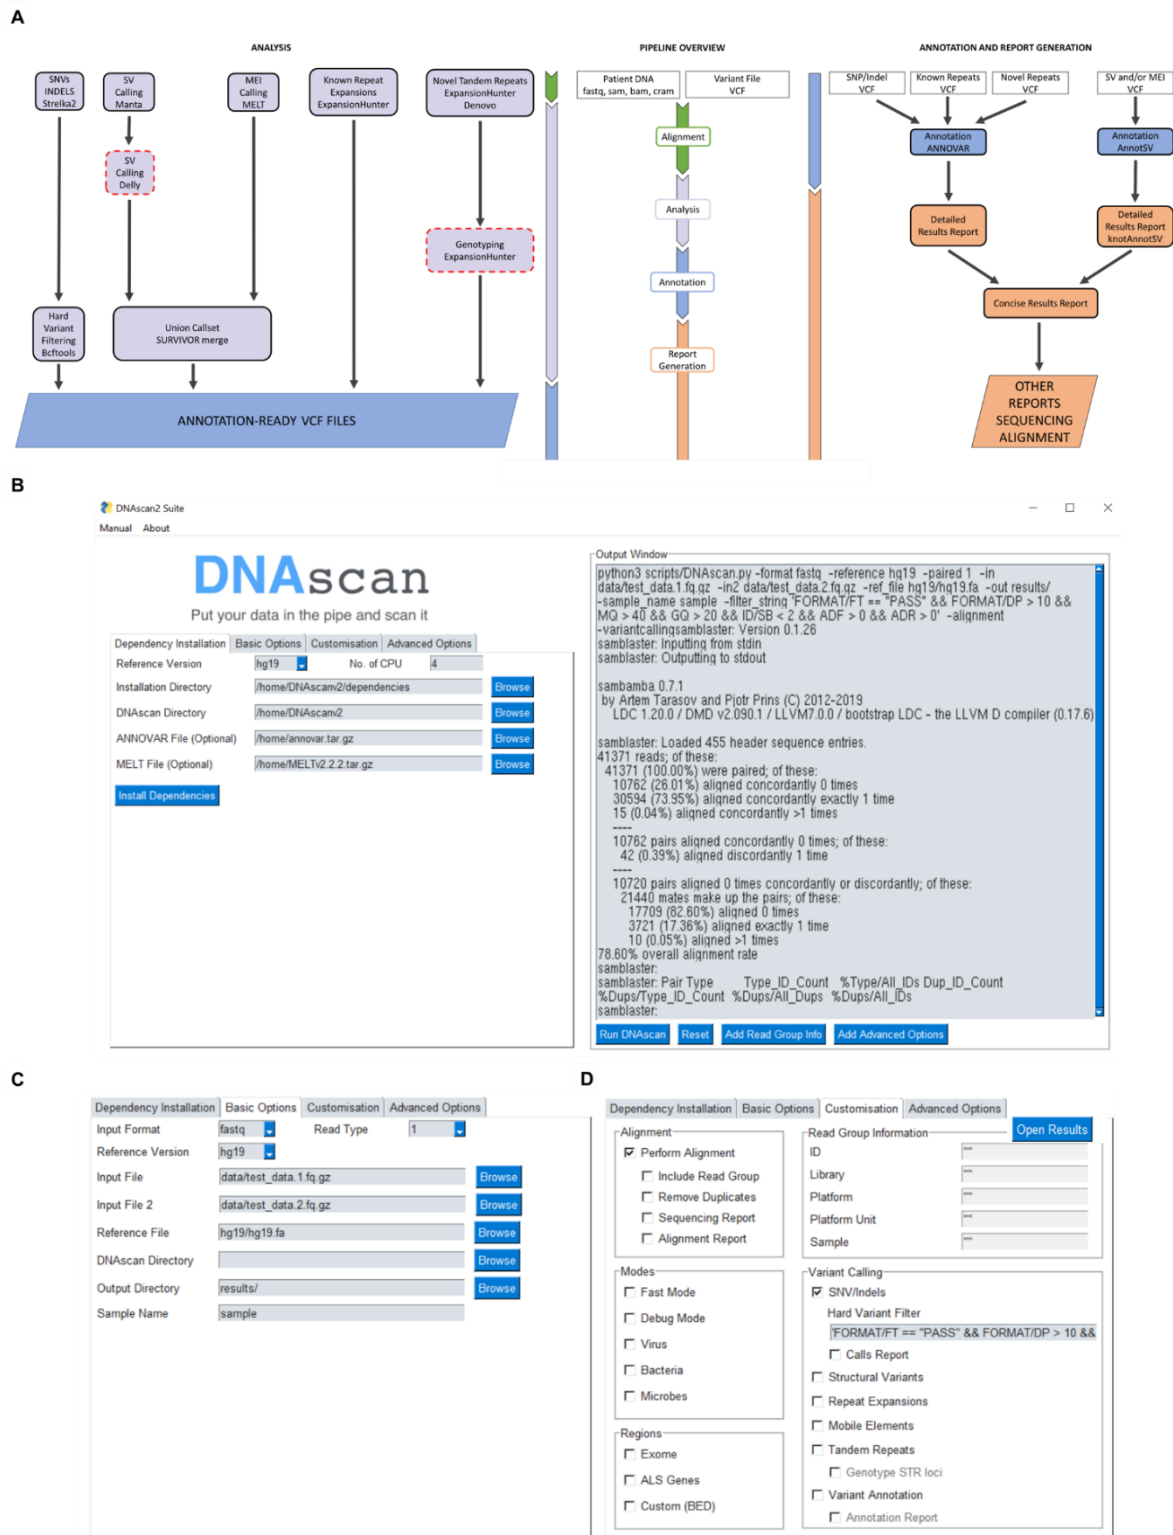 A
ANALYSIS
PIPELINE OVERVIEW
ANNOTATION AND REPORT GENERATION
SNVs
INDELS
Strelka2
SV
Calling
Manta
MEI
Calling
MELT
Known Repeat
Expansions
ExpansionHunter
Novel Tandem Repeats
ExpansionHunter
Denovo
SV
Calling
Delly
Genotyping
ExpansionHunter
Hard
Variant
Filtering
Bcftools
Union Callset
SURVIVOR merge
ANNOTATION-READY VCF FILES
Patient DNA
fastq, sam, bam, cram
Variant File
VCF
Alignment
Analysis
Annotation
Report
Generation
SNP/Indel
VCF
Known Repeats
VCF
Novel Repeats
VCF
SV and/or MEI
VCF
Annotation
ANNOVAR
Annotation
AnnotSV
Detailed
Results Report
Detailed
Results Report
knotAnnotSV
Concise Results Report
OTHER
REPORTS
SEQUENCING
ALIGNMENT
B
DNAscan2 Suite
Manual About
DNAscan
Put your data in the pipe and scan it
Dependency Installation Basic Options Customisation Advanced Options
Reference Version hg19 No. of CPU 4
Installation Directory /home/DNAscanv2/dependencies Browse
DNAscan Directory /home/DNAscanv2 Browse
ANNOVAR File (Optional) /home/annovar.tar.gz Browse
MELT File (Optional) /home/MELTv2.2.2.tar.gz Browse
Install Dependencies
Output Window
python3 scripts/DNAscan.py -format fastq -reference hg19 -paired 1 -in
data/test_data.1.fq.gz -in2 data/test_data.2.fq.gz -ref_file hg19/hg19.fa -out results/
-sample_name sample -filter_string 'FORMAT/FT == "PASS" && FORMAT/DP > 10 &&
MQ > 40 && GQ > 20 && ID/SB < 2 && ADF > 0 && ADR > 0' -alignment
-variantcallingsamblaster: Version 0.1.26
samblaster: Inputting from stdin
samblaster: Outputting to stdout
sambamba 0.7.1
by Artem Tarasov and Pjotr Prins (C) 2012-2019
LDC 1.20.0 / DMD v2.090.1 / LLVM7.0.0 / bootstrap LDC - the LLVM D compiler (0.17.6)
samblaster: Loaded 455 header sequence entries.
41371 reads; of these:
41371 (100.00%) were paired; of these:
10762 (26.01%) aligned concordantly 0 times
30594 (73.95%) aligned concordantly exactly 1 time
15 (0.04%) aligned concordantly >1 times
----
10762 pairs aligned concordantly 0 times; of these:
42 (0.39%) aligned discordantly 1 time
----
10720 pairs aligned 0 times concordantly or discordantly; of these:
21440 mates make up the pairs; of these:
17709 (82.60%) aligned 0 times
3721 (17.36%) aligned exactly 1 time
10 (0.05%) aligned >1 times
78.60% overall alignment rate
samblaster:
samblaster: Pair Type Type_ID_Count %Type/All_IDs Dup_ID_Count
%Dups/Type_ID_Count %Dups/All_Dups %Dups/All_IDs
samblaster:
Run DNAscan Reset Add Read Group Info Add Advanced Options
C
Dependency Installation Basic Options Customisation Advanced Options
Input Format fastq Read Type 1
Reference Version hg19
Input File data/test_data.1.fq.gz Browse
Input File 2 data/test_data.2.fq.gz Browse
Reference File hg19/hg19.fa Browse
DNAscan Directory Browse
Output Directory results/ Browse
Sample Name sample
D
Dependency Installation Basic Options Customisation Advanced Options
Alignment
Perform Alignment
Include Read Group
Remove Duplicates
Sequencing Report
Alignment Report
Modes
Fast Mode
Debug Mode
Virus
Bacteria
Microbes
Regions
Exome
ALS Genes
Custom (BED)
Read Group Information
Open Results
ID
Library
Platform
Platform Unit
Sample
Variant Calling
SNV/Indels
Hard Variant Filter
'FORMAT/FT == "PASS" && FORMAT/DP > 10 &&
Calls Report
Structural Variants
Repeat Expansions
Mobile Elements
Tandem Repeats
Genotype STR loci
Variant Annotation
Annotation Report